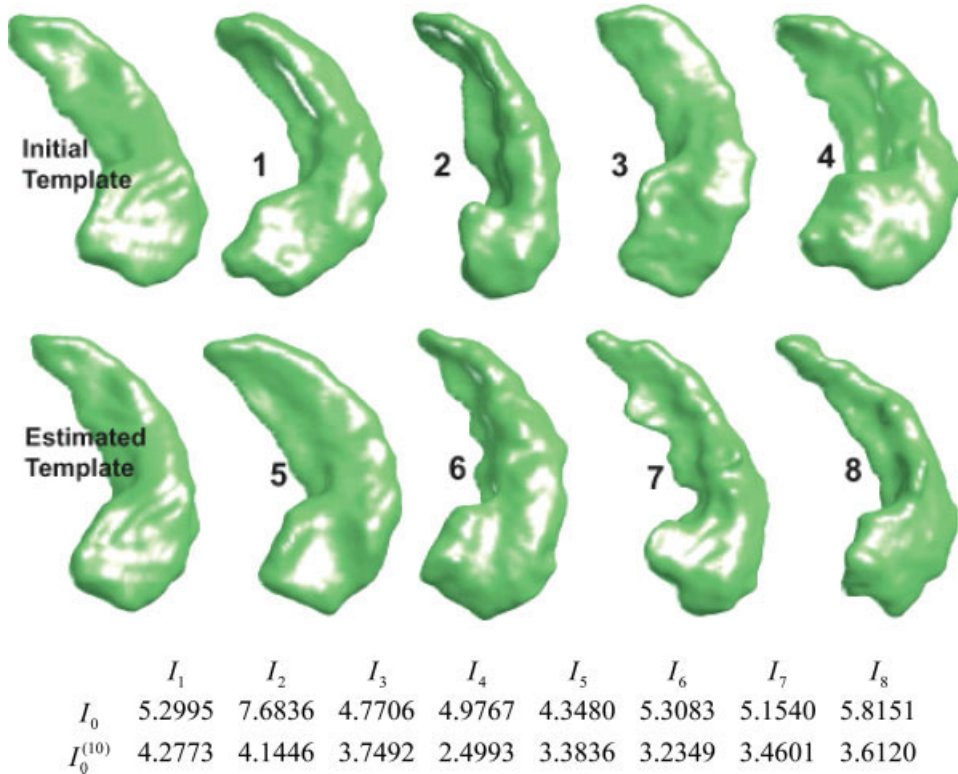 Initial
Template
1
2
3
4
Estimated
Template
5
6
7
8
I₁ I₂ I₃ I₄ I₅ I₆ I₇ I₈
I₀ 5.2995 7.6836 4.7706 4.9767 4.3480 5.3083 5.1540 5.8151
I₀⁽¹⁰⁾ 4.2773 4.1446 3.7492 2.4993 3.3836 3.2349 3.4601 3.6120